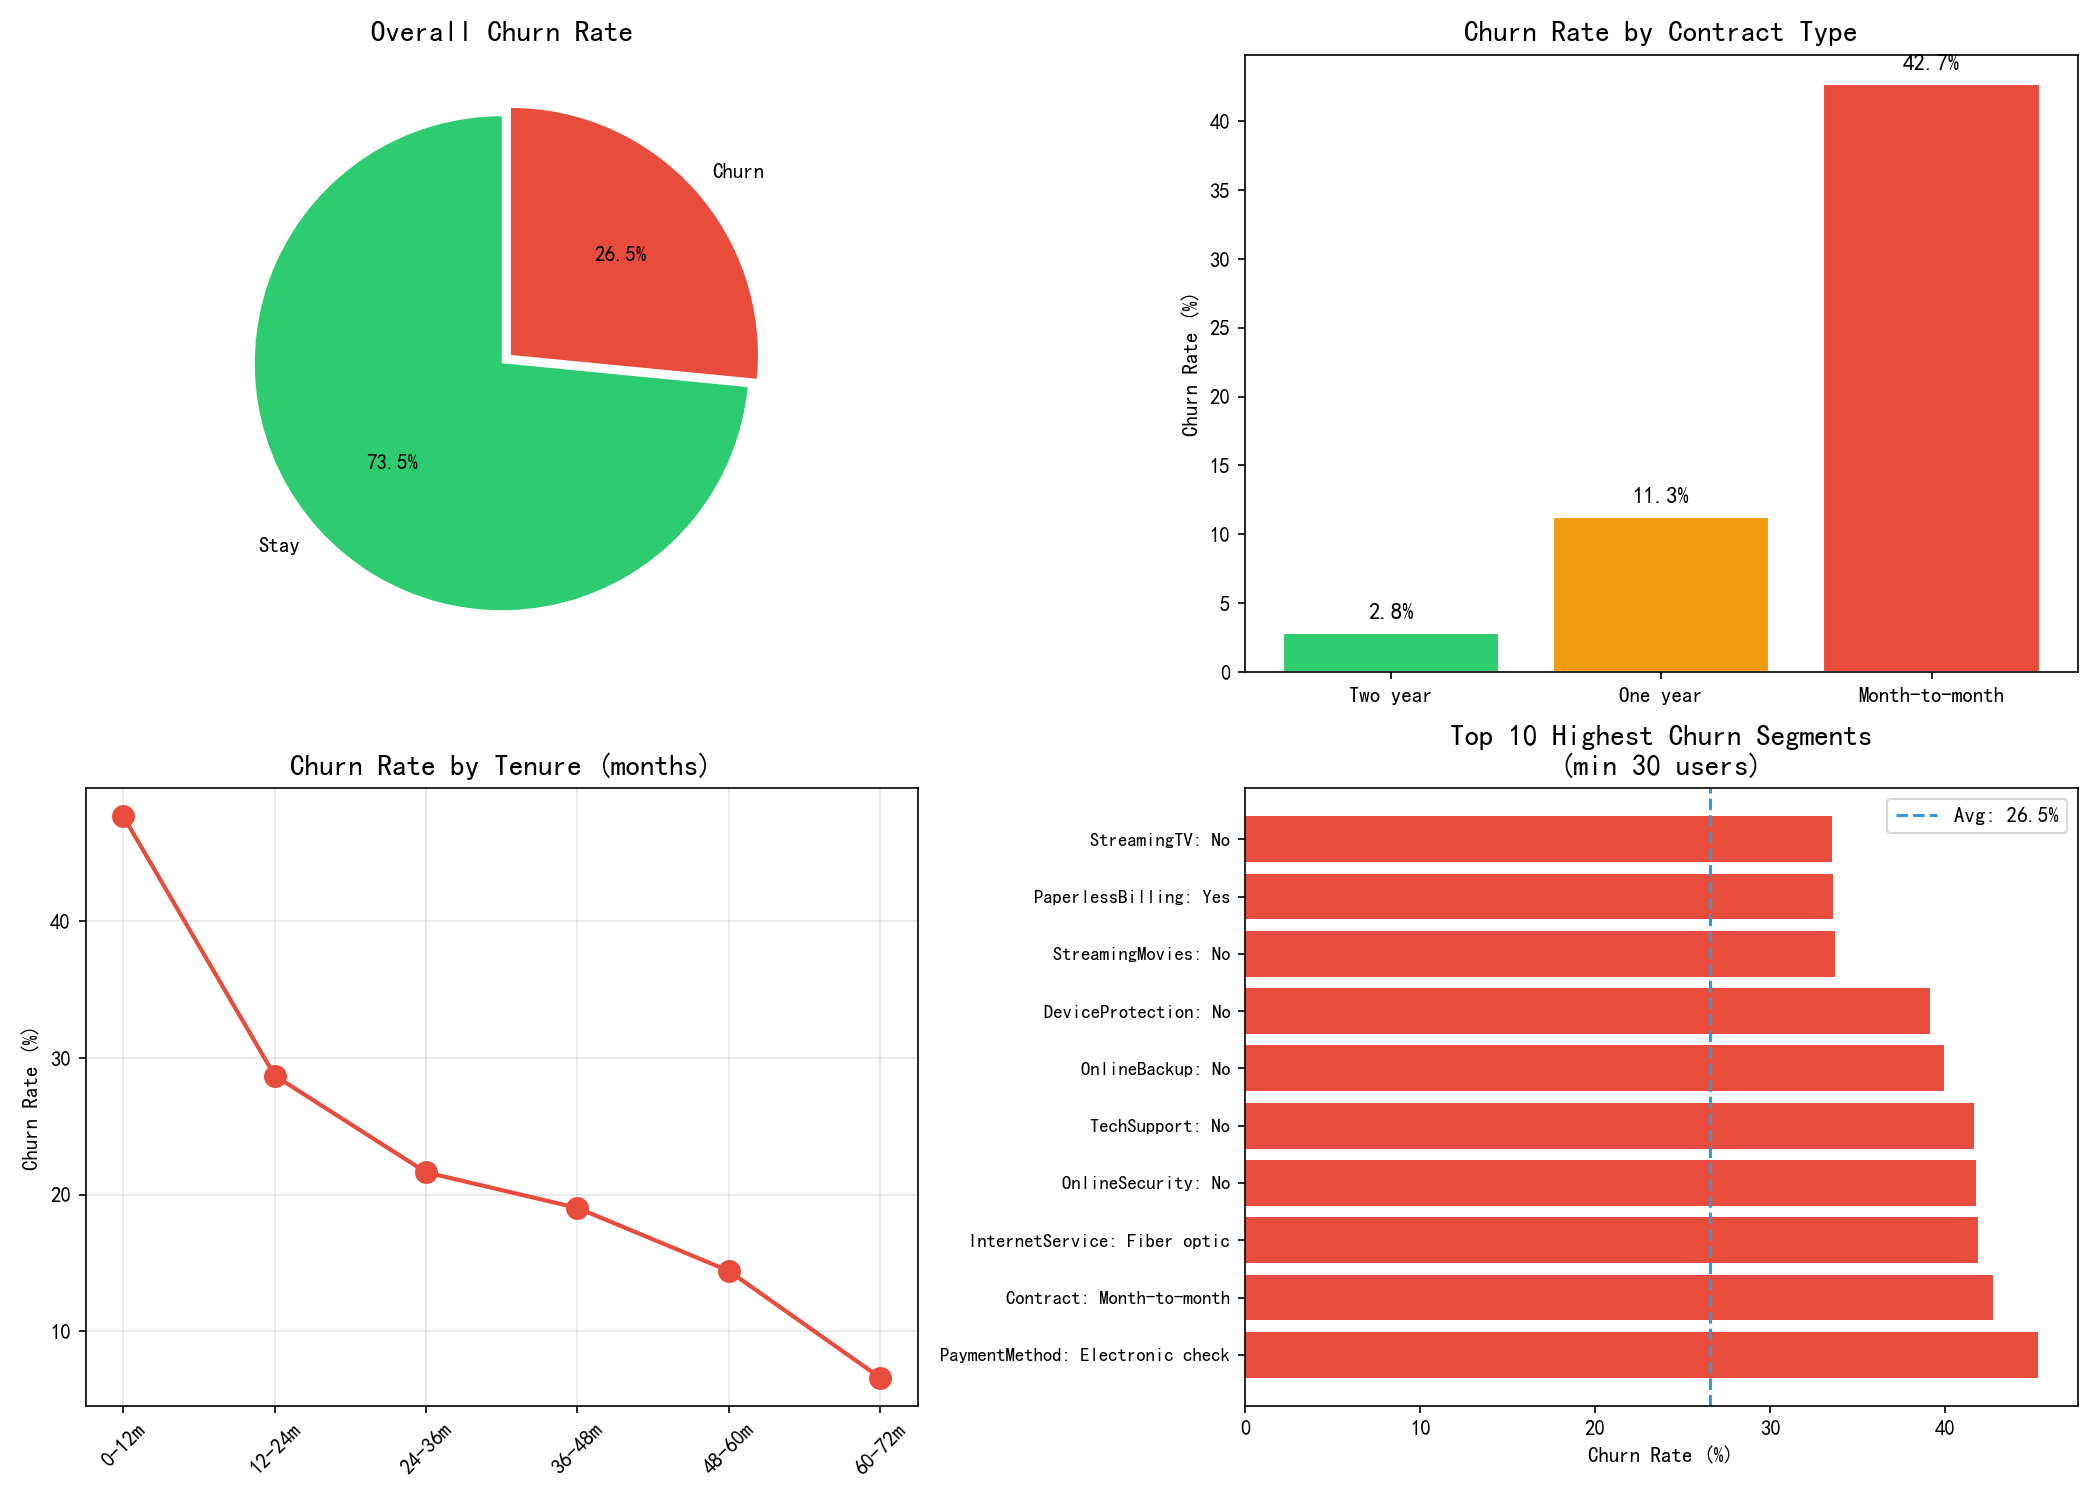 Overall Churn Rate
Churn
26.5%
73.5%
Stay
Churn Rate by Contract Type
42.7%
11.3%
2.8%
Churn Rate (%)
40
35
30
25
20
15
10
5
0
Two year
One year
Month-to-month
Churn Rate by Tenure (months)
Churn Rate (%)
40
30
20
10
0-12m
12-24m
24-36m
36-48m
48-60m
60-72m
Top 10 Highest Churn Segments
(min 30 users)
Avg: 26.5%
StreamingTV: No
PaperlessBilling: Yes
StreamingMovies: No
DeviceProtection: No
OnlineBackup: No
TechSupport: No
OnlineSecurity: No
InternetService: Fiber optic
Contract: Month-to-month
PaymentMethod: Electronic check
0
10
20
30
40
Churn Rate (%)